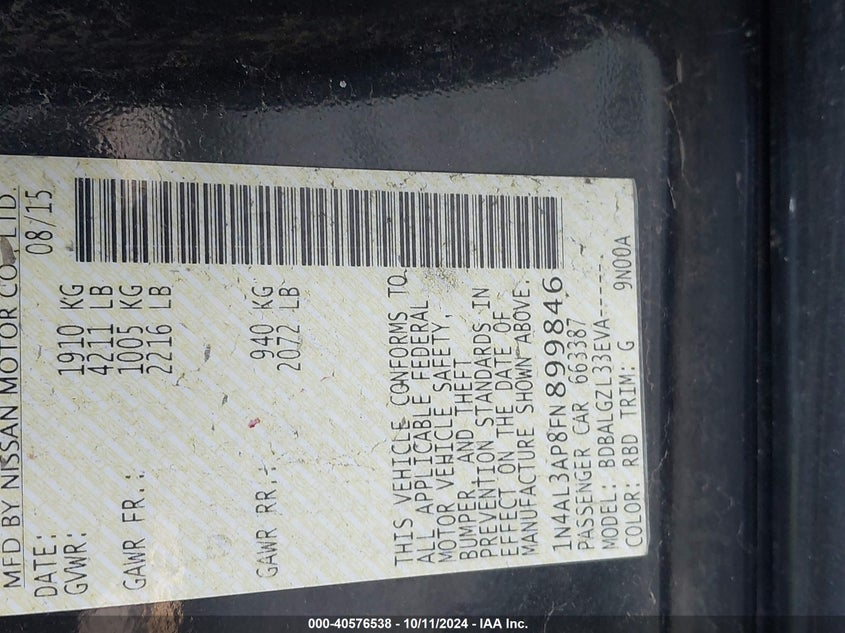 MFD BY NISSAN MOTOR CO., LTD.
DATE: 08/15
GVWR: 1910 KG
4211 LB
GAWR FR.: 1005 KG
2216 LB
GAWR RR.: 940 KG
2072 LB
THIS VEHICLE CONFORMS TO
ALL APPLICABLE FEDERAL
MOTOR VEHICLE SAFETY,
BUMPER AND THEFT
PREVENTION STANDARDS IN
EFFECT ON THE DATE OF
MANUFACTURE SHOWN ABOVE.
1N4AL3AP8FN899846
PASSENGER CAR 663387
MODEL: BDBALGZL33EVA------
COLOR: RBD TRIM: G 9N00A
000-40576538 - 10/11/2024 - IAA Inc.